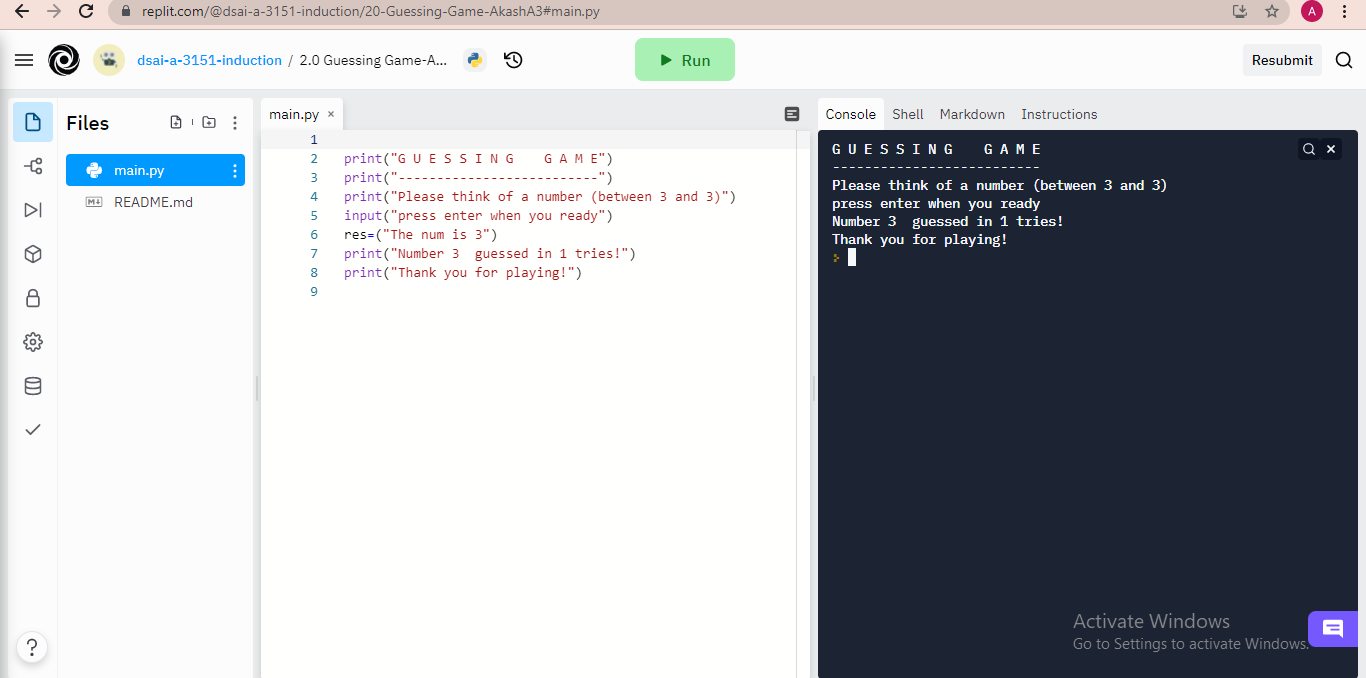 replit.com/@dsai-a-3151-induction/20-Guessing-Game-AkashA3#main.py
A
dsai-a-3151-induction / 2.0 Guessing Game-A...
Run
Resubmit
Files
main.py
README.md
main.py ×
1
2 print("G U E S S I N G    G A M E")
3 print("--------------------------")
4 print("Please think of a number (between 3 and 3)")
5 input("press enter when you ready")
6 res=("The num is 3")
7 print("Number 3  guessed in 1 tries!")
8 print("Thank you for playing!")
9
Console Shell Markdown Instructions
G U E S S I N G    G A M E
--------------------------
Please think of a number (between 3 and 3)
press enter when you ready
Number 3  guessed in 1 tries!
Thank you for playing!
Activate Windows
Go to Settings to activate Windows.
?